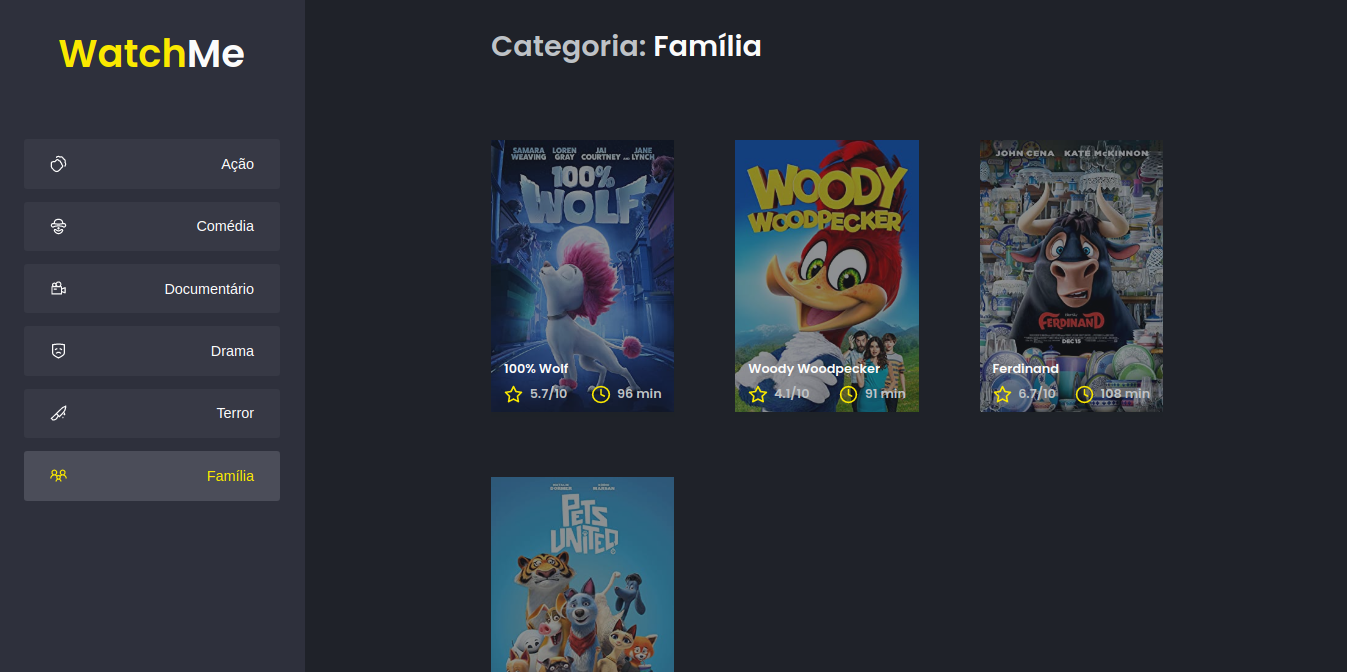 WatchMe
Ação
Comédia
Documentário
Drama
Terror
Família
Categoria: Família
SAMARA WEAVING LOREN GRAY JAI COURTNEY AND JANE LYNCH
100%
WOLF
100% Wolf
5.7/10 96 min
WOODY
WOODPECKER
Woody Woodpecker
4.1/10 91 min
JOHN CENA KATE McKINNON
FERDINAND
DEC 15
Ferdinand
6.7/10 108 min
PETS
UNITED